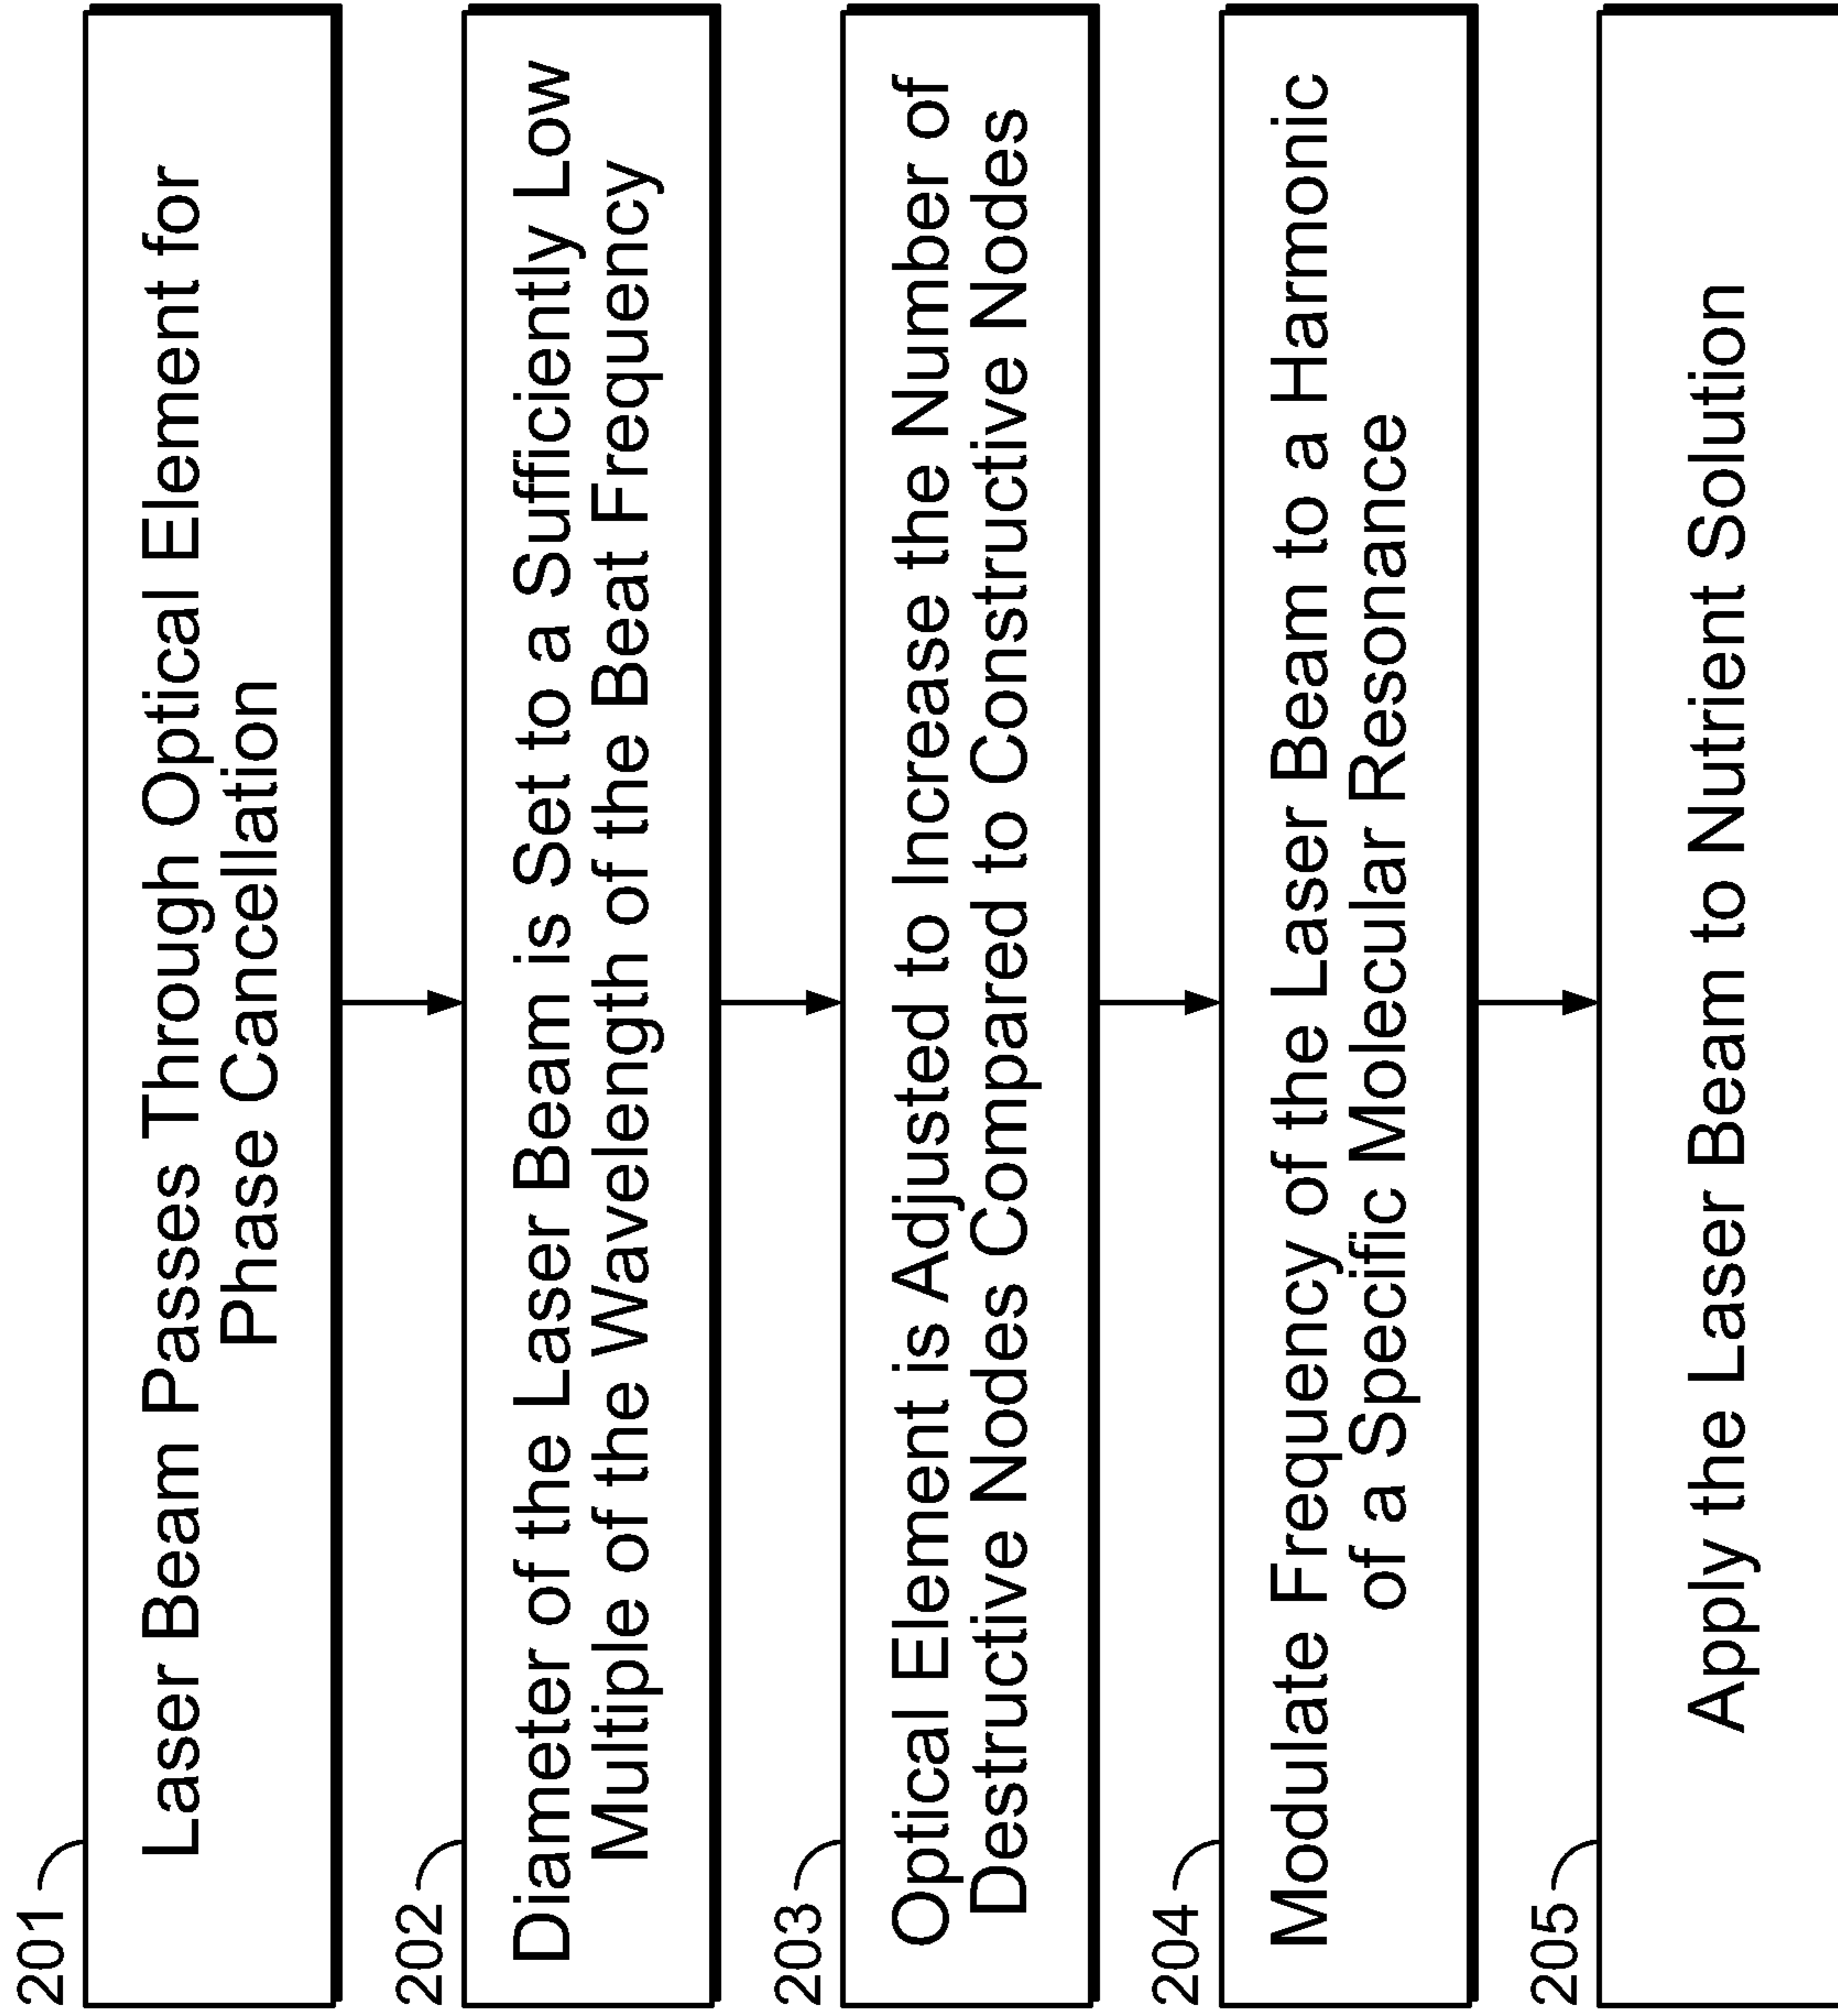 201
Laser Beam Passes Through Optical Element for
Phase Cancellation
202
Diameter of the Laser Beam is Set to a Sufficiently Low
Multiple of the Wavelength of the Beat Frequency
203
Optical Element is Adjusted to Increase the Number of
Destructive Nodes Compared to Constructive Nodes
204
Modulate Frequency of the Laser Beam to a Harmonic
of a Specific Molecular Resonance
205
Apply the Laser Beam to Nutrient Solution